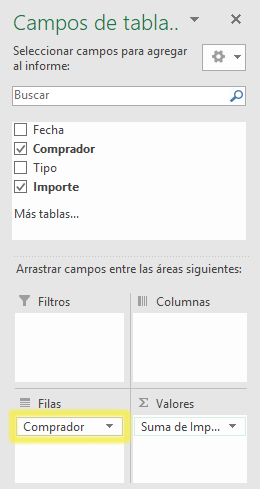 Campos de tabla..
Seleccionar campos para agregar
al informe:
Buscar
Fecha
Comprador
Tipo
Importe
Más tablas...
Arrastrar campos entre las áreas siguientes:
Filtros
Columnas
Filas
Valores
Comprador
Suma de Imp...